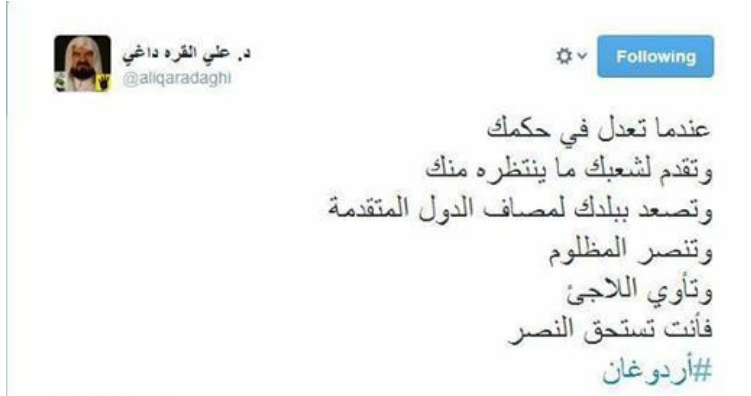 د. علي القره داغي
@aliqaradaghi
Following
عندما تعدل في حكمك
وتقدم لشعبك ما ينتظره منك
وتصعد ببلدك لمصاف الدول المتقدمة
وتنصر المظلوم
وتأوي اللاجئ
فأنت تستحق النصر
#أردوغان